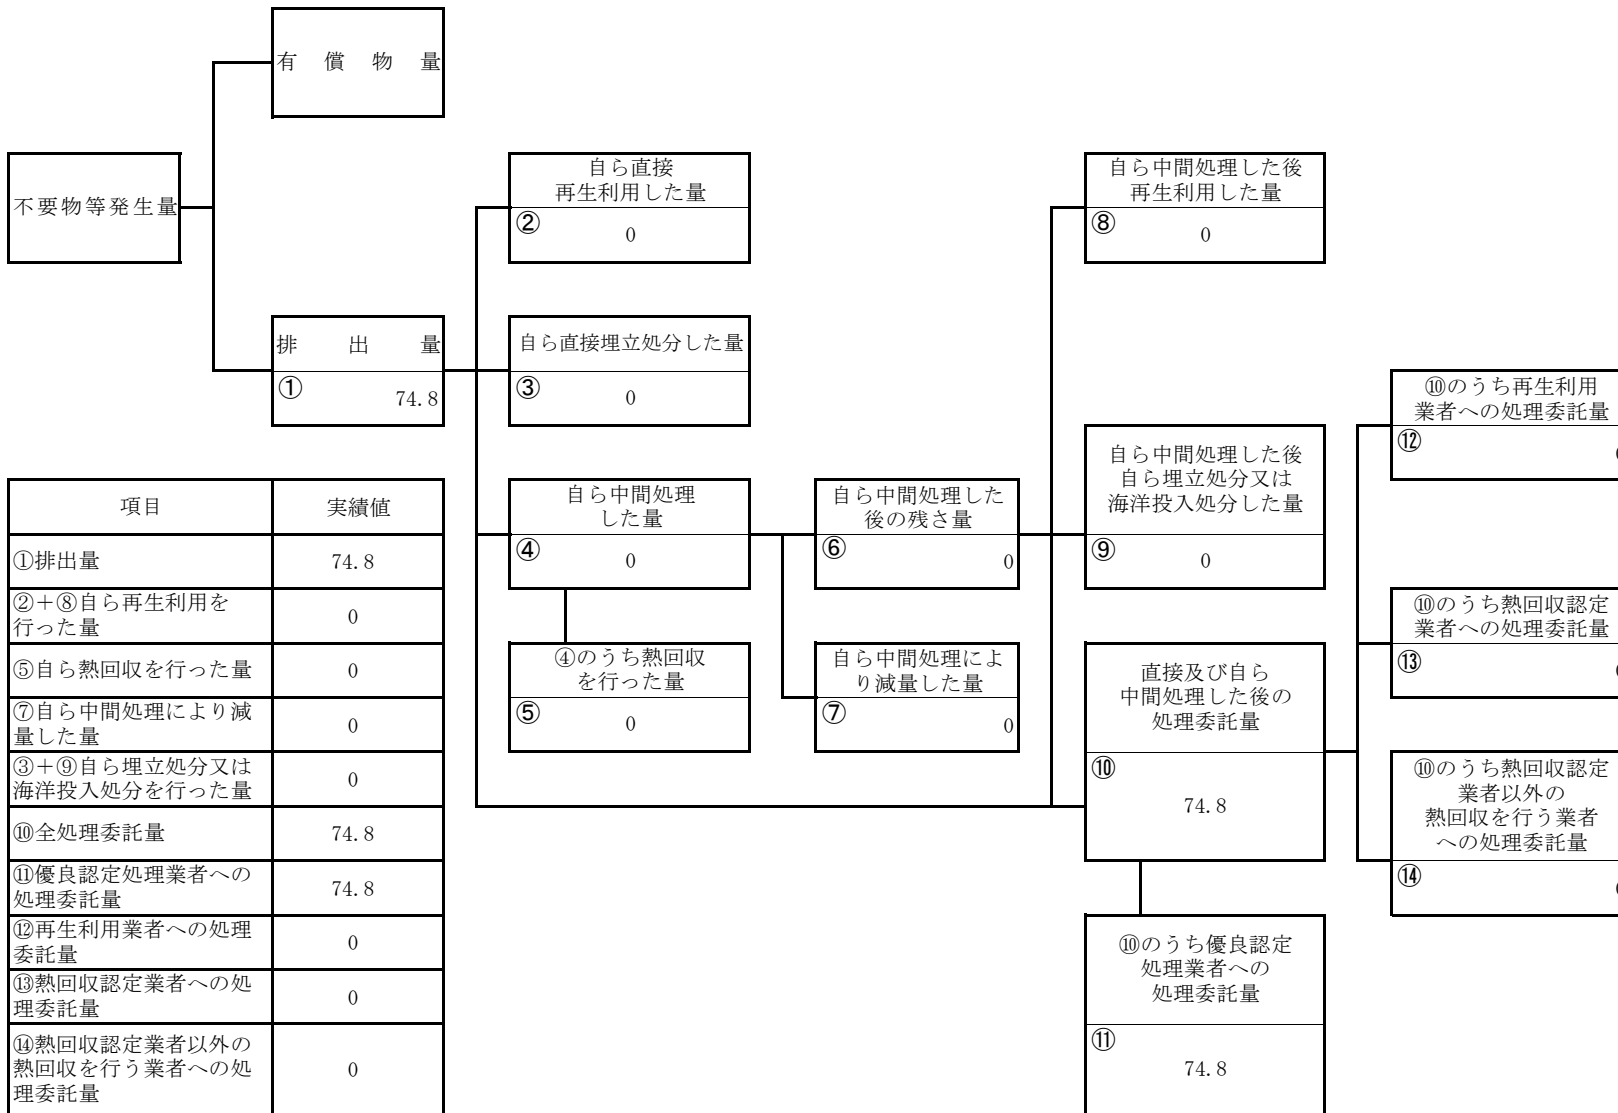 有償物量
不要物等発生量
排出量
①
74.8
自ら直接
再生利用した量
②
0
自ら直接埋立処分した量
③
0
自ら中間処理
した量
④
0
④のうち熱回収
を行った量
⑤
0
自ら中間処理した
後の残さ量
⑥
0
自ら中間処理によ
り減量した量
⑦
0
自ら中間処理した後
再生利用した量
⑧
0
自ら中間処理した後
自ら埋立処分又は
海洋投入処分した量
⑨
0
直接及び自ら
中間処理した後の
処理委託量
⑩
74.8
⑩のうち優良認定
処理業者への
処理委託量
⑪
74.8
⑩のうち再生利用
業者への処理委託量
⑫
⑩のうち熱回収認定
業者への処理委託量
⑬
⑩のうち熱回収認定
業者以外の
熱回収を行う業者
への処理委託量
⑭
項目 実績値
①排出量 74.8
②＋⑧自ら再生利用を
行った量 0
⑤自ら熱回収を行った量 0
⑦自ら中間処理により減
量した量 0
③＋⑨自ら埋立処分又は
海洋投入処分を行った量 0
⑩全処理委託量 74.8
⑪優良認定処理業者への
処理委託量 74.8
⑫再生利用業者への処理
委託量 0
⑬熱回収認定業者への処
理委託量 0
⑭熱回収認定業者以外の
熱回収を行う業者への処
理委託量 0